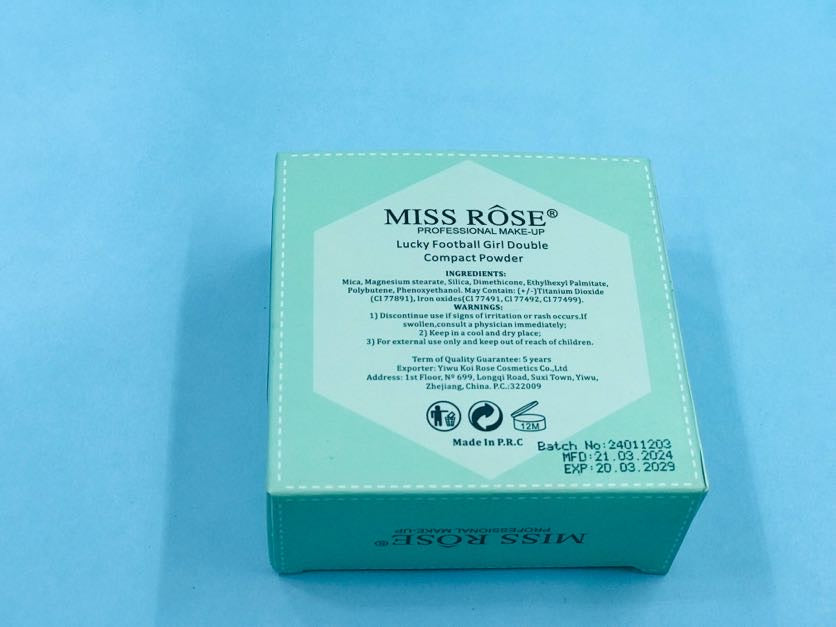 MISS RÔSE®
PROFESSIONAL MAKE-UP
Lucky Football Girl Double
Compact Powder
INGREDIENTS:
Mica, Magnesium stearate, Silica, Dimethicone, Ethylhexyl Palmitate,
Polybutene, Phenoxyethanol. May Contain: (+/-)Titanium Dioxide
(CI 77891), Iron oxides(CI 77491, CI 77492, CI 77499).
WARNINGS:
1) Discontinue use if signs of irritation or rash occurs.If
swollen,consult a physician immediately;
2) Keep in a cool and dry place;
3) For external use only and keep out of reach of children.
Term of Quality Guarantee: 5 years
Exporter: Yiwu Koi Rose Cosmetics Co.,Ltd
Address: 1st Floor, Nº 699, Longqi Road, Suxi Town, Yiwu,
Zhejiang, China. P.C.:322009
12M
Made In P.R.C
Batch No:24011203
MFD:21.03.2024
EXP:20.03.2029
MISS RÔSE®
PROFESSIONAL MAKE-UP